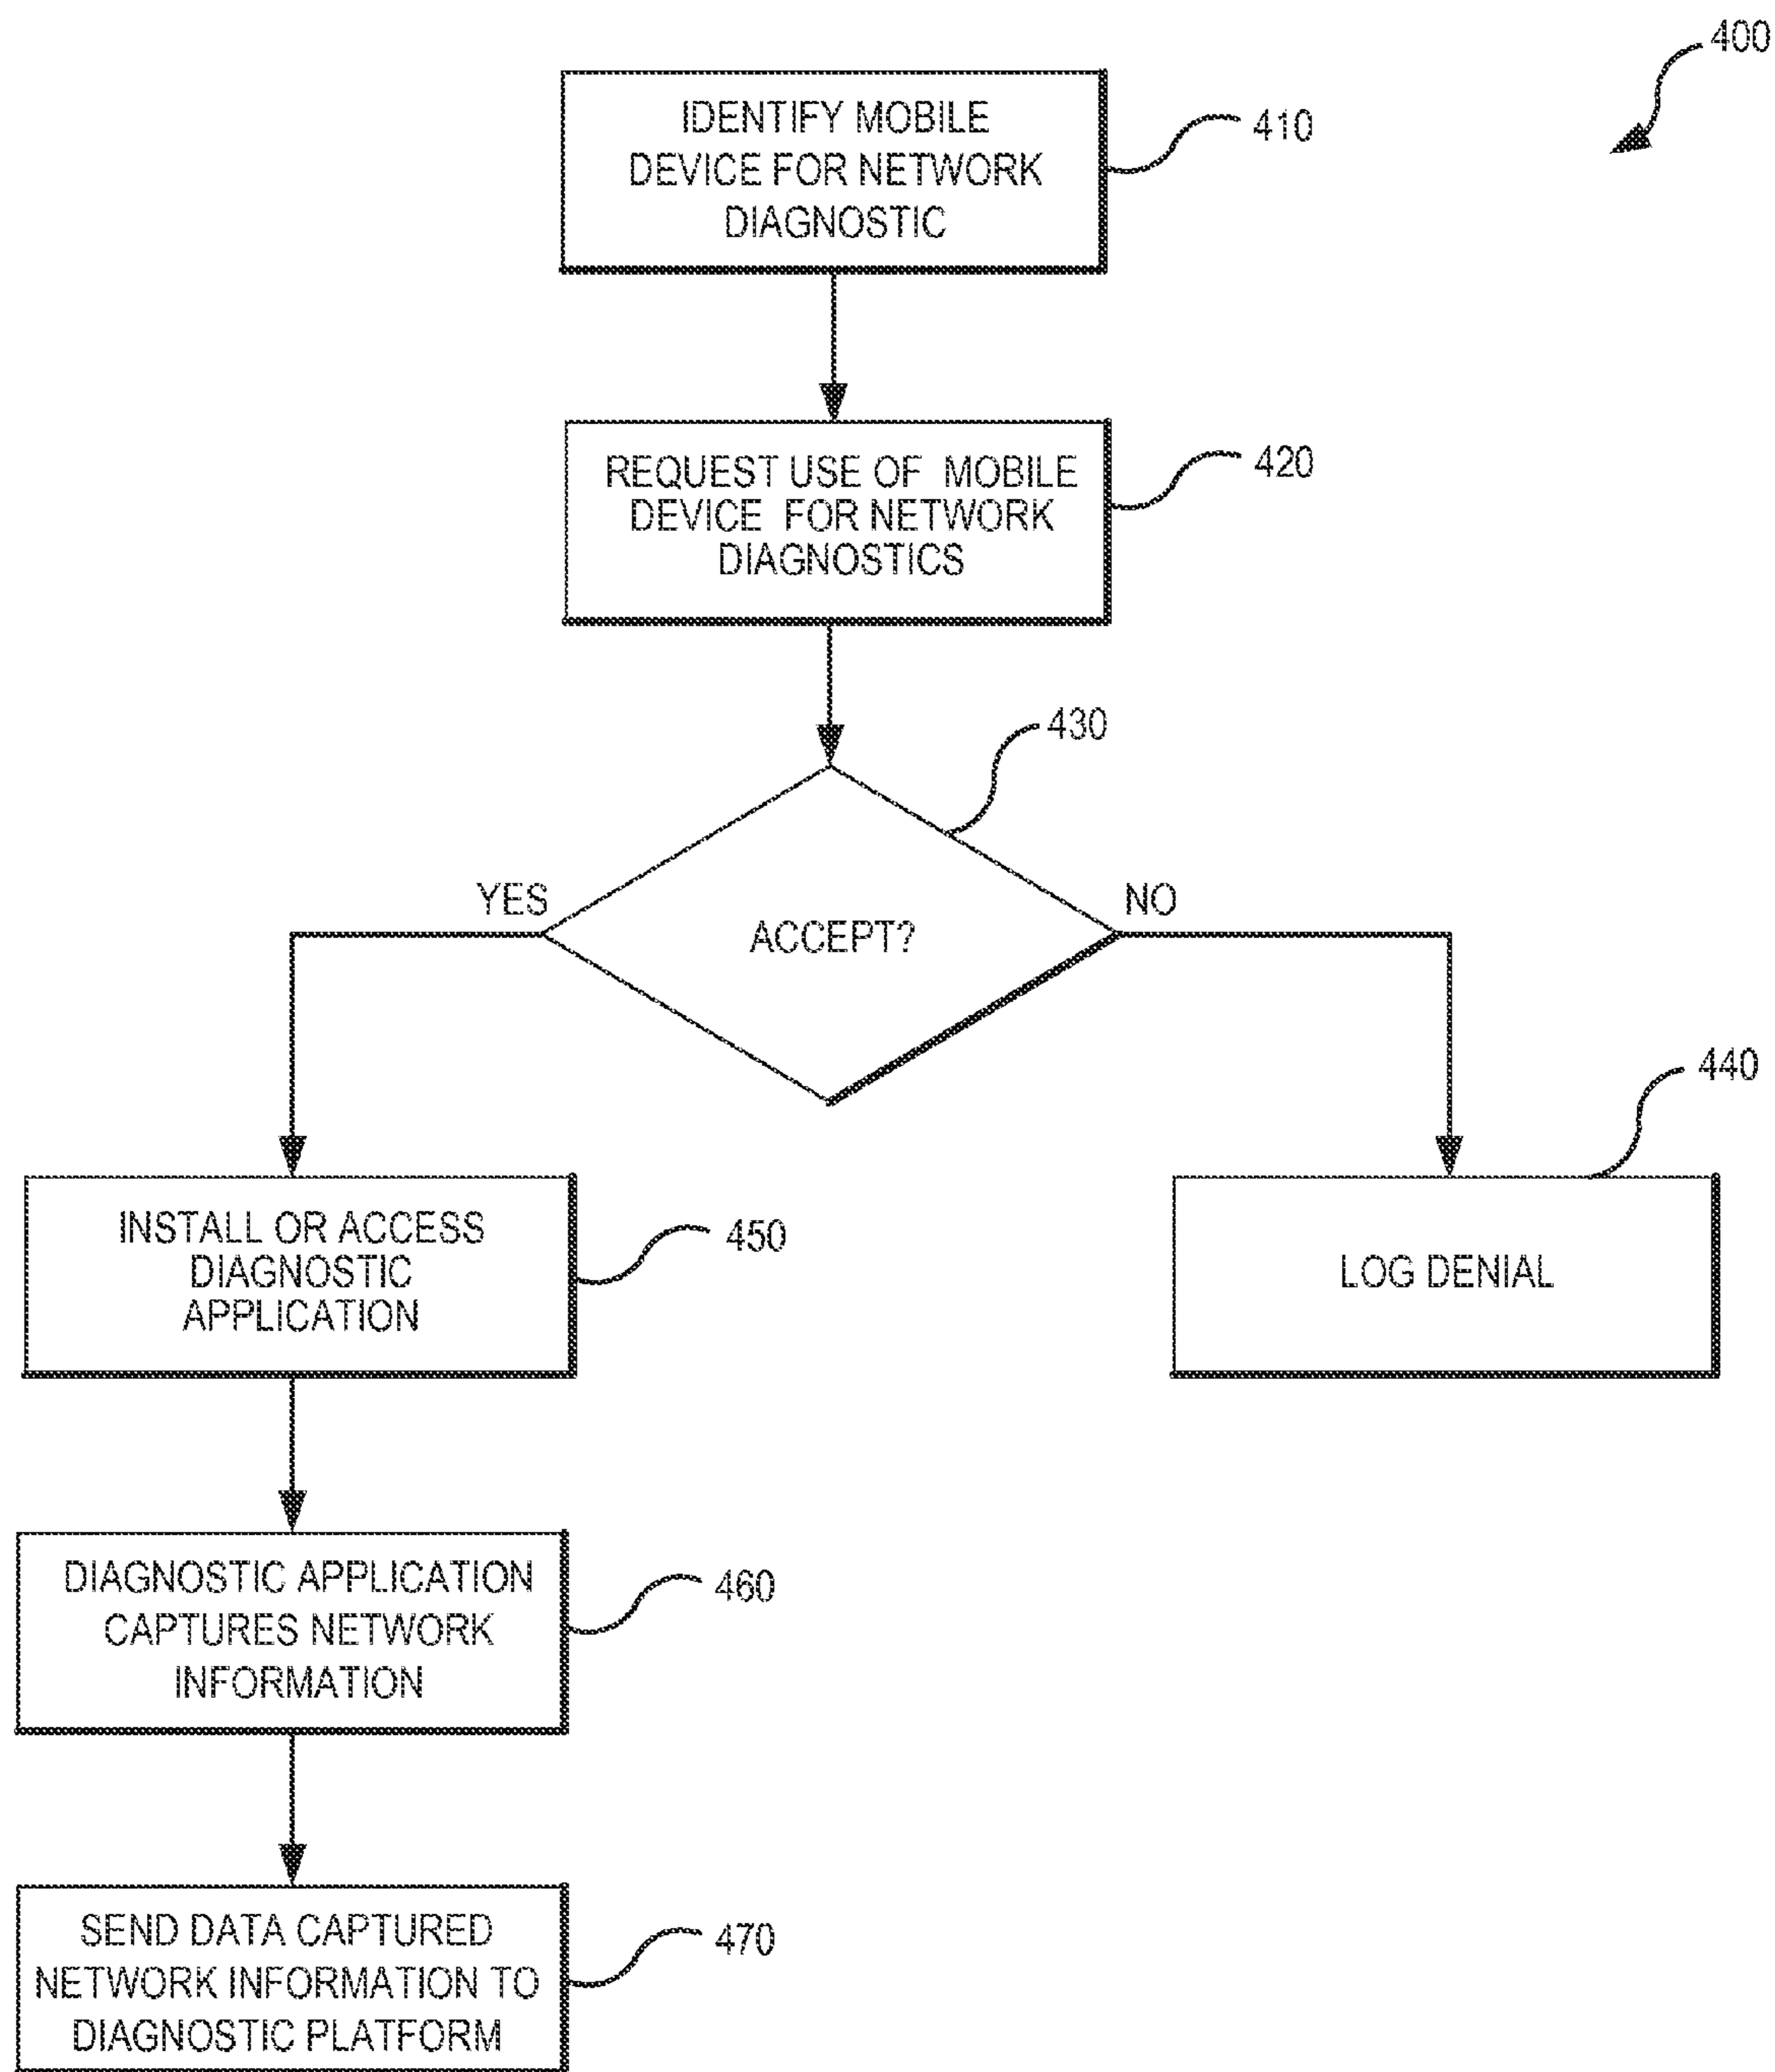 400
IDENTIFY MOBILE
DEVICE FOR NETWORK
DIAGNOSTIC
410
REQUEST USE OF MOBILE
DEVICE FOR NETWORK
DIAGNOSTICS
420
430
YES
ACCEPT?
NO
440
INSTALL OR ACCESS
DIAGNOSTIC
APPLICATION
450
LOG DENIAL
DIAGNOSTIC APPLICATION
CAPTURES NETWORK
INFORMATION
460
SEND DATA CAPTURED
NETWORK INFORMATION TO
DIAGNOSTIC PLATFORM
470